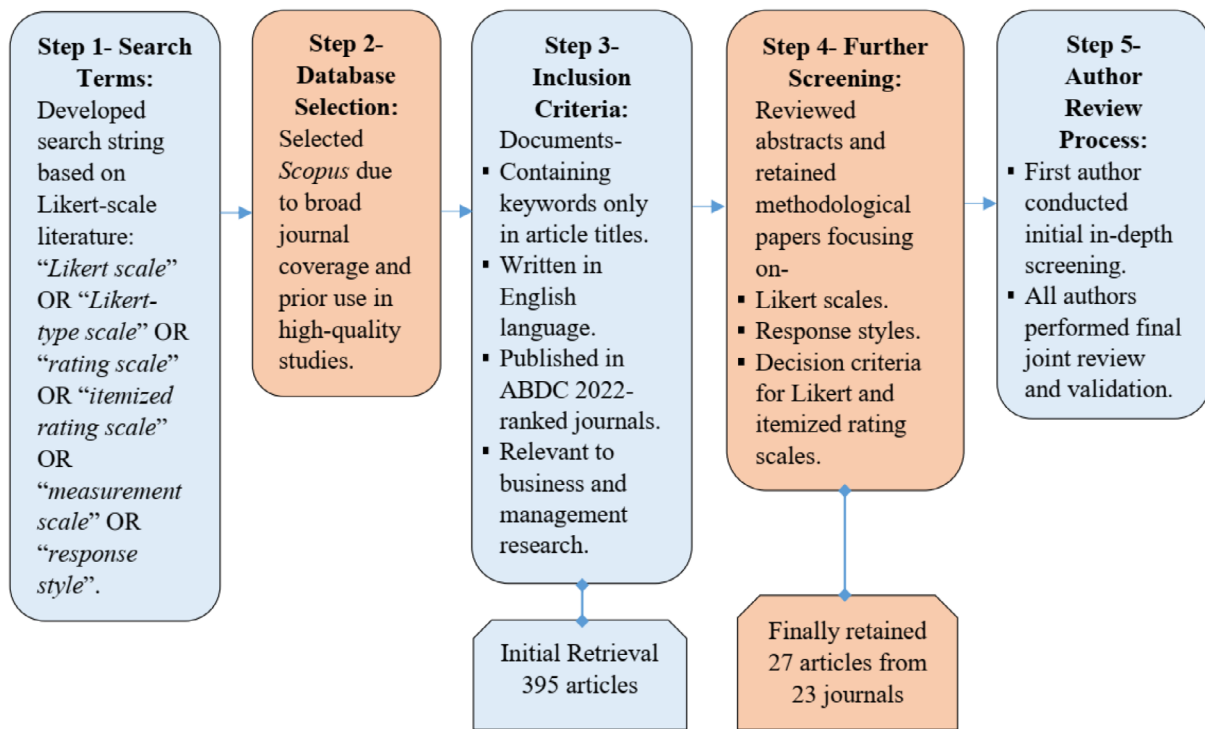 Step 1- Search
Terms:
Developed
search string
based on
Likert-scale
literature:
“Likert scale”
OR “Likert-
type scale” OR
“rating scale”
OR “itemized
rating scale”
OR
“measurement
scale” OR
“response
style”.
Step 2-
Database
Selection:
Selected
Scopus due
to broad
journal
coverage and
prior use in
high-quality
studies.
Step 3-
Inclusion
Criteria:
Documents-
▪ Containing
keywords only
in article titles.
▪ Written in
English
language.
▪ Published in
ABDC 2022-
ranked journals.
▪ Relevant to
business and
management
research.
Initial Retrieval
395 articles
Step 4- Further
Screening:
Reviewed
abstracts and
retained
methodological
papers focusing
on-
▪ Likert scales.
▪ Response styles.
▪ Decision criteria
for Likert and
itemized rating
scales.
Finally retained
27 articles from
23 journals
Step 5-
Author
Review
Process:
▪ First author
conducted
initial in-depth
screening.
▪ All authors
performed final
joint review
and validation.